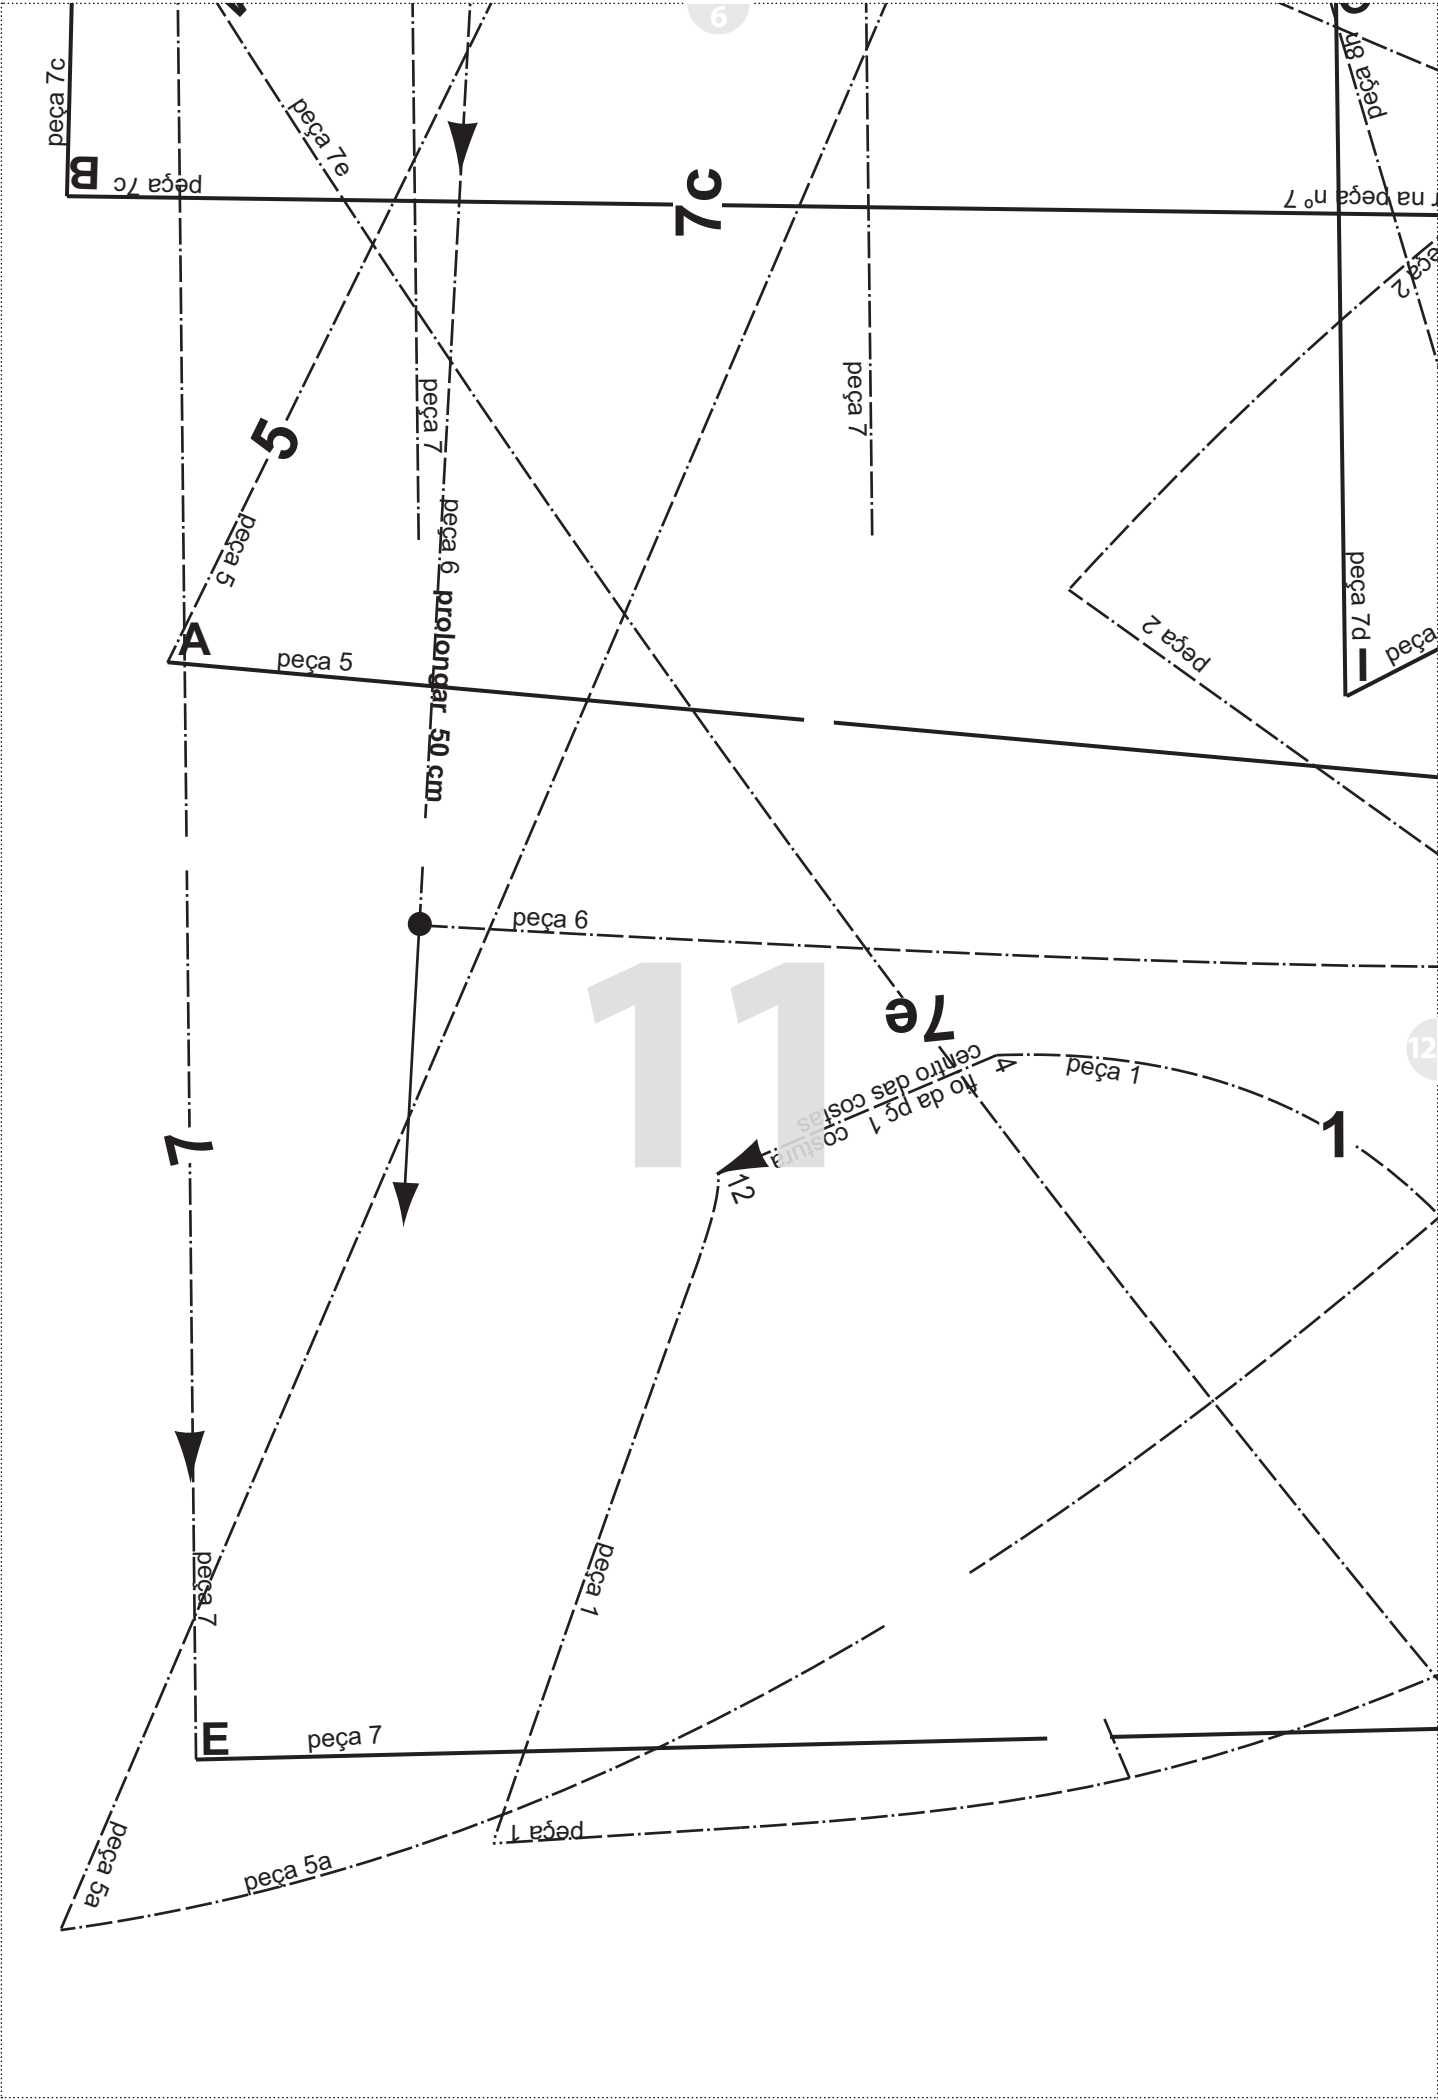 6
peça 7c
B
peça 7c
peça 7e
7c
peça 8h
r na peça nº 7
peça 2
5
peça 7
peça 7
peça 5
peça 6 prolongar 50 cm
A
peça 5
peça 7d
I
peça
peça 2
peça 6
11
7e
12
centro das costas
fio da pç 1 costura
4
peça 1
1
7
12
peça 1
peça 7
E
peça 7
peça 1
peça 5a
peça 5a